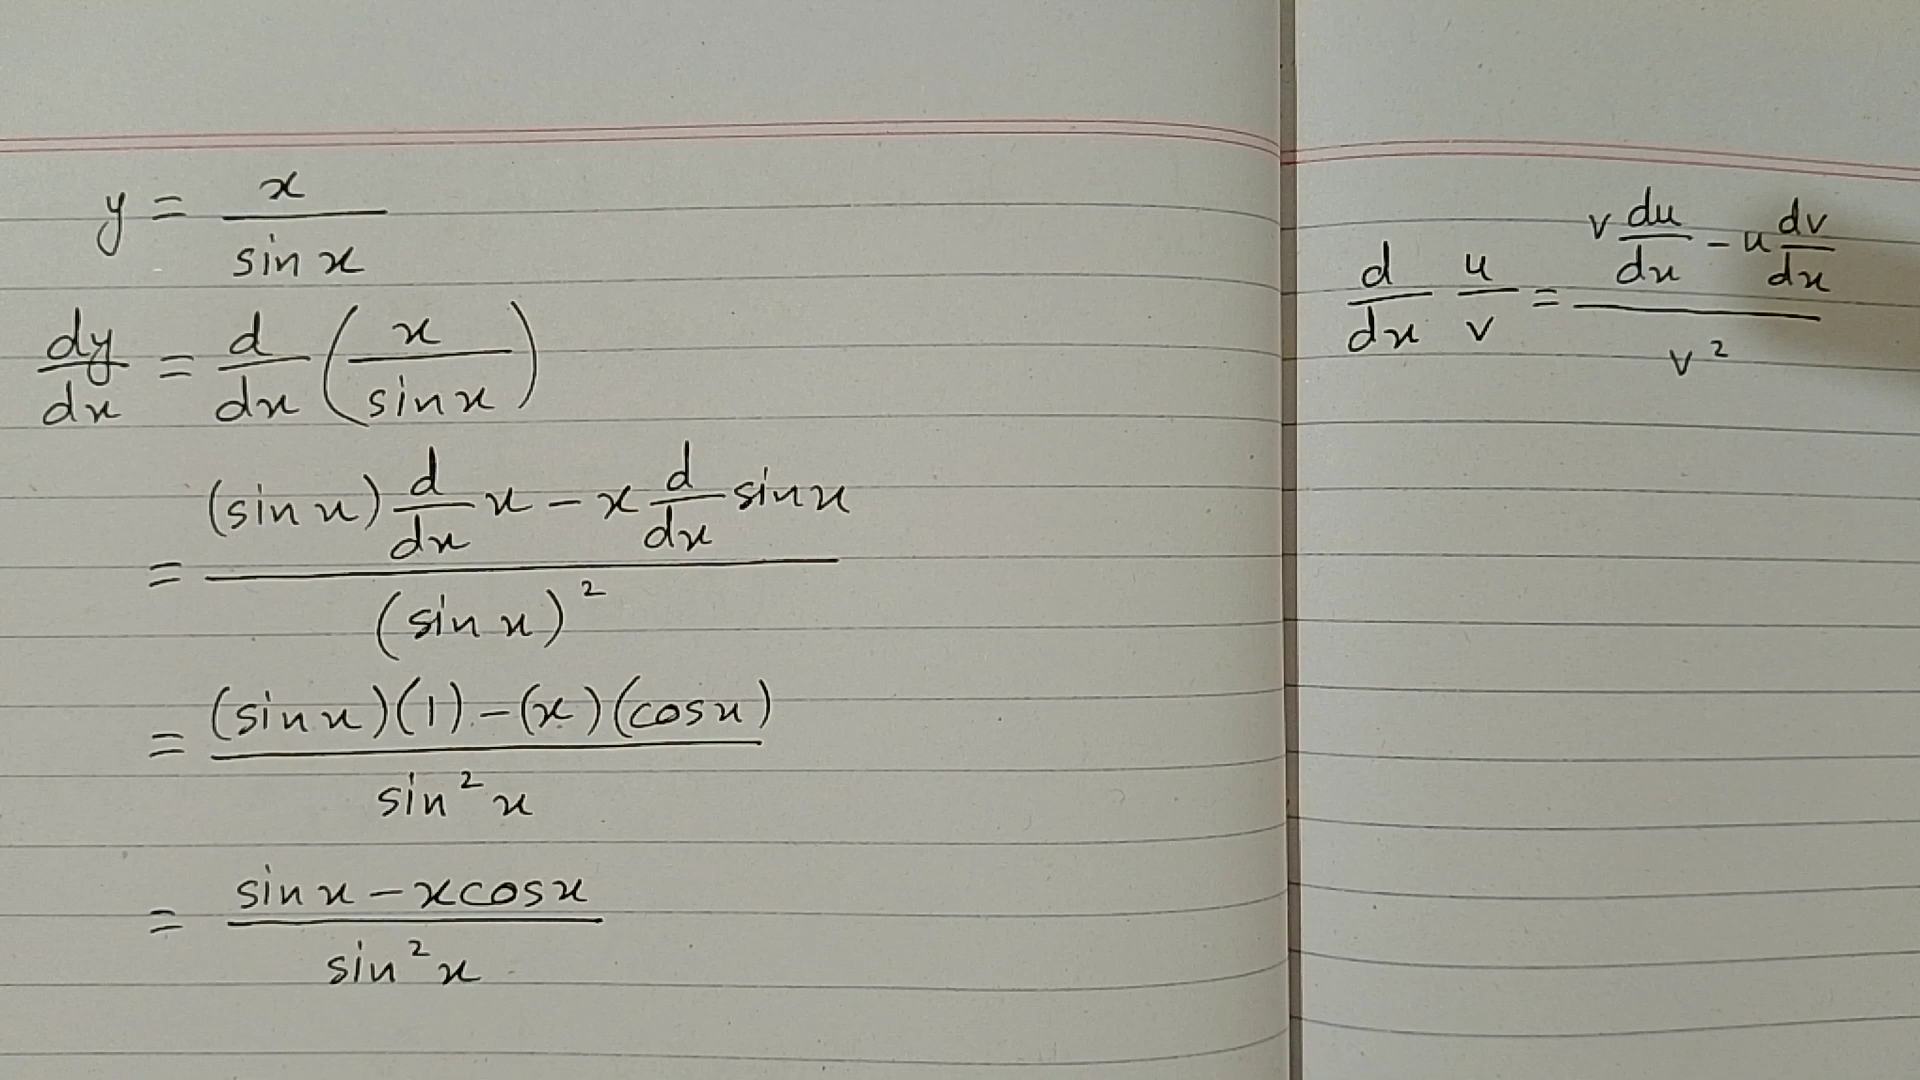 y = x / sin x
dy/dx = d/dx (x / sin x)
= ((sin x) d/dx x - x d/dx sin x) / (sin x)²
= ((sin x)(1) - (x)(cos x)) / sin² x
= (sin x - x cos x) / sin² x
d/dx u/v = (v du/dx - u dv/dx) / v²